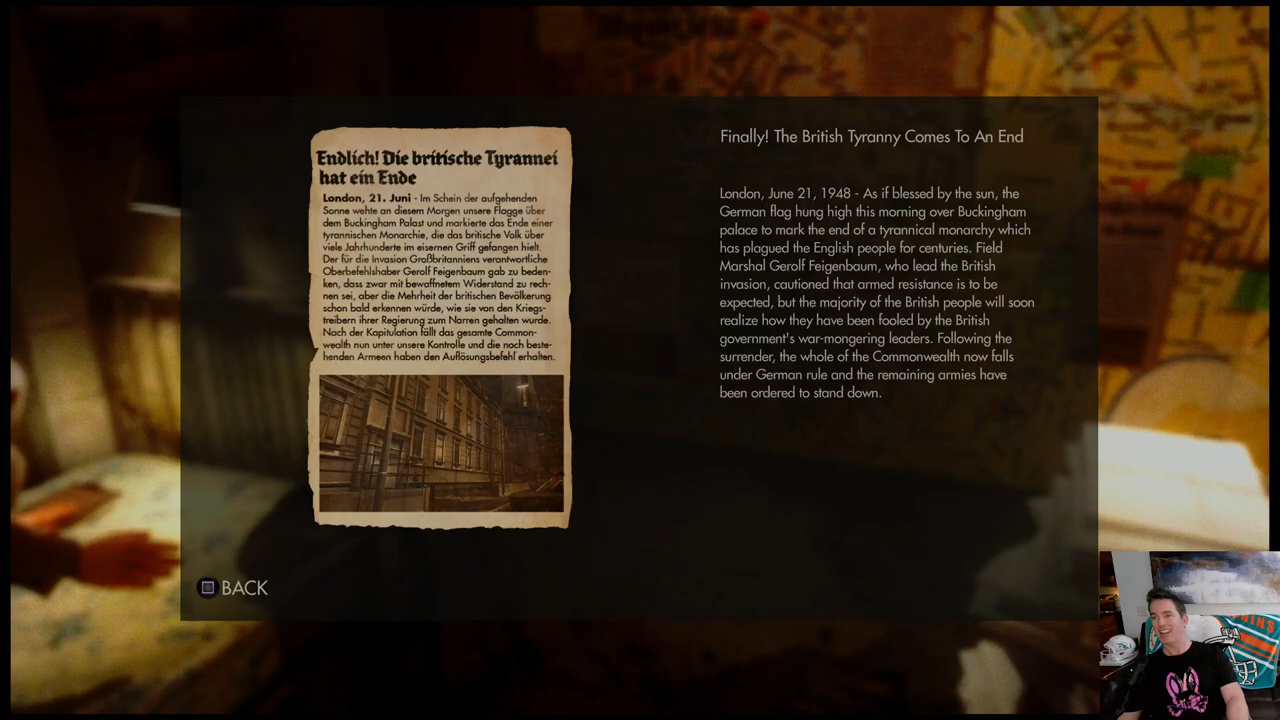 Endlich! Die britische Tyrannei
hat ein Ende
London, 21. Juni - Im Schein der aufgehenden
Sonne wehte an diesem Morgen unsere Flagge über
dem Buckingham Palast und markierte das Ende einer
tyrannischen Monarchie, die das britische Volk über
viele Jahrhunderte im eisernen Griff gefangen hielt.
Der für die Invasion Großbritanniens verantwortliche
Oberbefehlshaber Gerolf Feigenbaum gab zu beden-
ken, dass zwar mit bewaffnetem Widerstand zu rech-
nen sei, aber die Mehrheit der britischen Bevölkerung
schon bald erkennen würde, wie sie von den Kriegs-
treibern ihrer Regierung zum Narren gehalten wurde.
Nach der Kapitulation fällt das gesamte Common-
wealth nun unter unsere Kontrolle und die noch beste-
henden Armeen haben den Auflösungsbefehl erhalten.
Finally! The British Tyranny Comes To An End
London, June 21, 1948 - As if blessed by the sun, the
German flag hung high this morning over Buckingham
palace to mark the end of a tyrannical monarchy which
has plagued the English people for centuries. Field
Marshal Gerolf Feigenbaum, who lead the British
invasion, cautioned that armed resistance is to be
expected, but the majority of the British people will soon
realize how they have been fooled by the British
government's war-mongering leaders. Following the
surrender, the whole of the Commonwealth now falls
under German rule and the remaining armies have
been ordered to stand down.
BACK